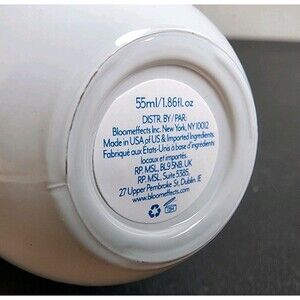 55ml/1.86fl.oz
DISTR. BY / PAR:
Bloomeffects Inc. New York, NY 10012
Made in USA of US & Imported Ingredients.
Fabriqué aux Etats-Unis à base d'ingrédients
locaux et importés.
RP. MSL, BL9 5NB, UK
RP. MSL, Suite 5385,
27 Upper Pembroke St, Dublin, IE
www.bloomeffects.com